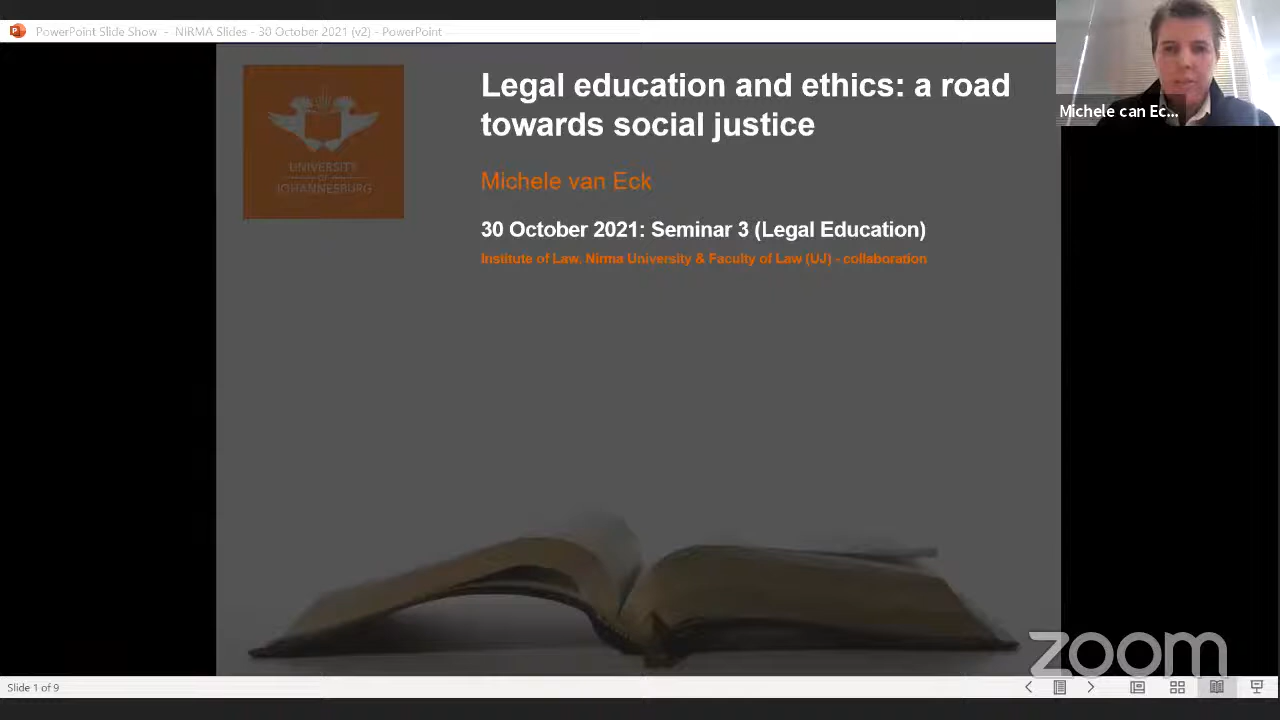 PowerPoint Slide Show - NIRMA Slides - 30 October 2021 (v2) - PowerPoint
Michele can Ec...
UNIVERSITY
OF
JOHANNESBURG
Legal education and ethics: a road
towards social justice
Michele van Eck
30 October 2021: Seminar 3 (Legal Education)
Institute of Law, Nirma University & Faculty of Law (UJ) - collaboration
zoom
Slide 1 of 9